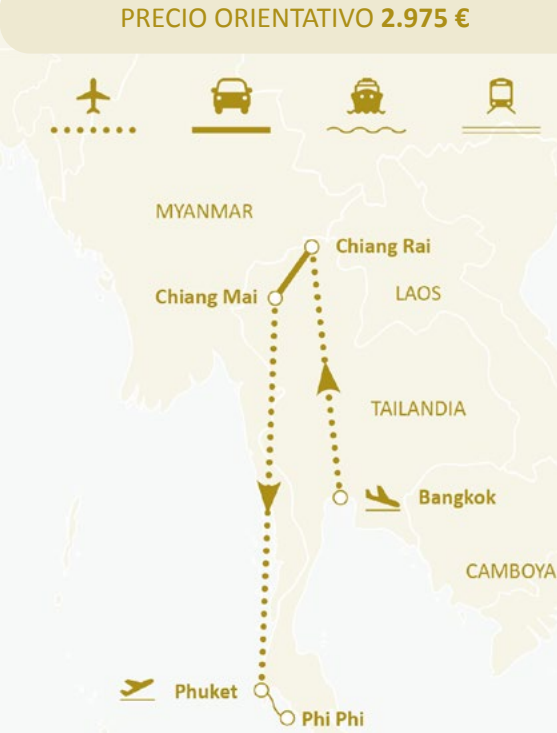 PRECIO ORIENTATIVO 2.975 €
MYANMAR
Chiang Rai
Chiang Mai
LAOS
TAILANDIA
Bangkok
CAMBOYA
Phuket
Phi Phi